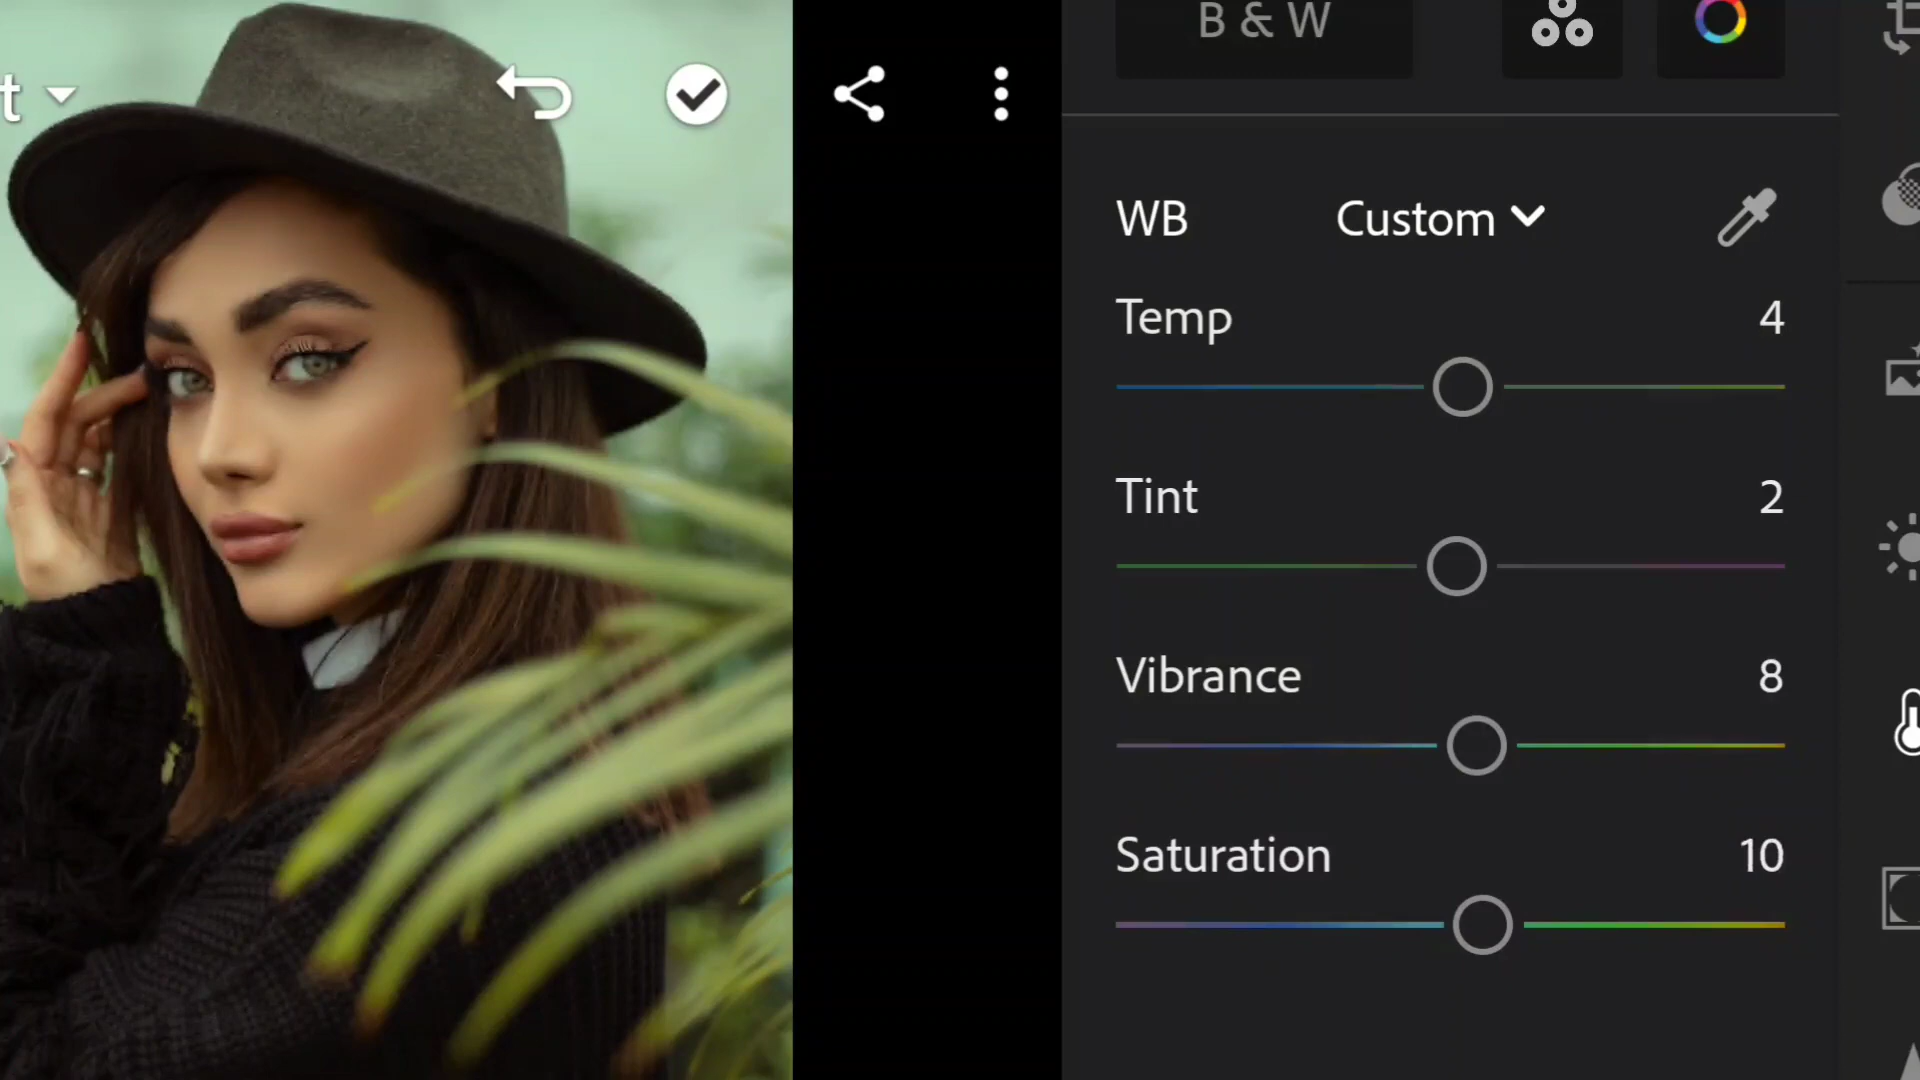 t
B & W
WB Custom
Temp 4
Tint 2
Vibrance 8
Saturation 10